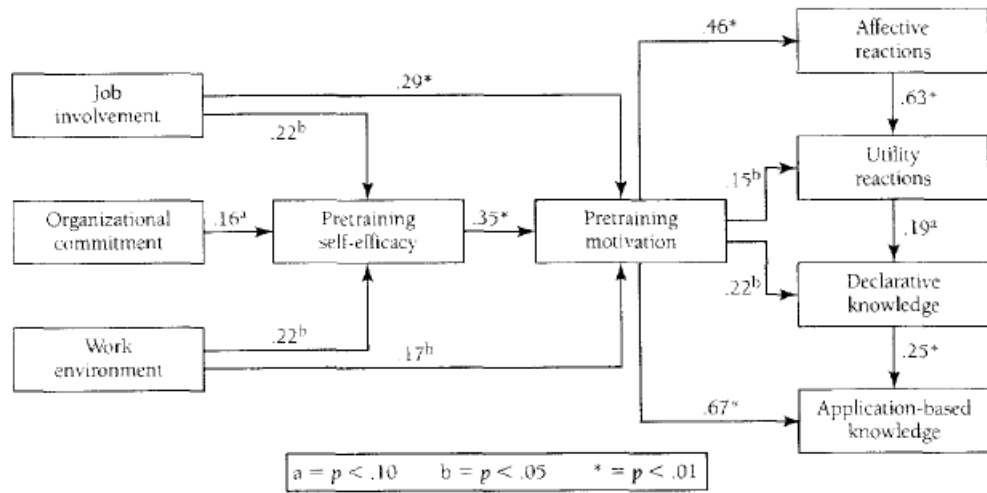 Affective
reactions
.46*
Job
involvement
.29*
.22b
.63*
Utility
reactions
.15b
Organizational
commitment
.16a
Pretraining
self-efficacy
.35*
Pretraining
motivation
.19a
.22b
Declarative
knowledge
Work
environment
.22b
.17b
.25*
.67*
Application-based
knowledge
a = p < .10 b = p < .05 * = p < .01